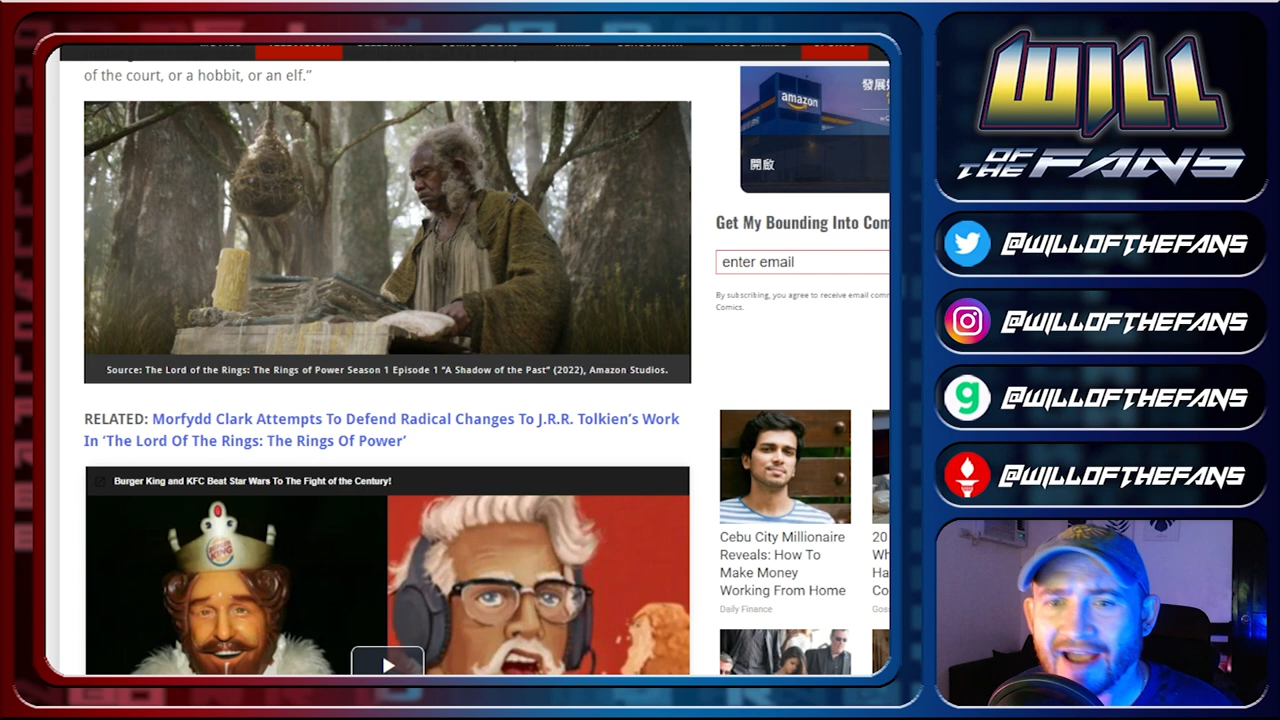 of the court, or a hobbit, or an elf.”
Source: The Lord of the Rings: The Rings of Power Season 1 Episode 1 “A Shadow of the Past” (2022), Amazon Studios.
RELATED: Morfydd Clark Attempts To Defend Radical Changes To J.R.R. Tolkien’s Work
In ‘The Lord Of The Rings: The Rings Of Power’
Burger King and KFC Beat Star Wars To The Fight of the Century!
BURGER KING
amazon
開啟
Get My Bounding Into
enter email
By subscribing, you agree to receive email
Comics.
Cebu City Millionaire
Reveals: How To
Make Money
Working From Home
Daily Finance
20
WILL
OF THE FANS
@WILLOFTHEFANS
@WILLOFTHEFANS
@WILLOFTHEFANS
@WILLOFTHEFANS